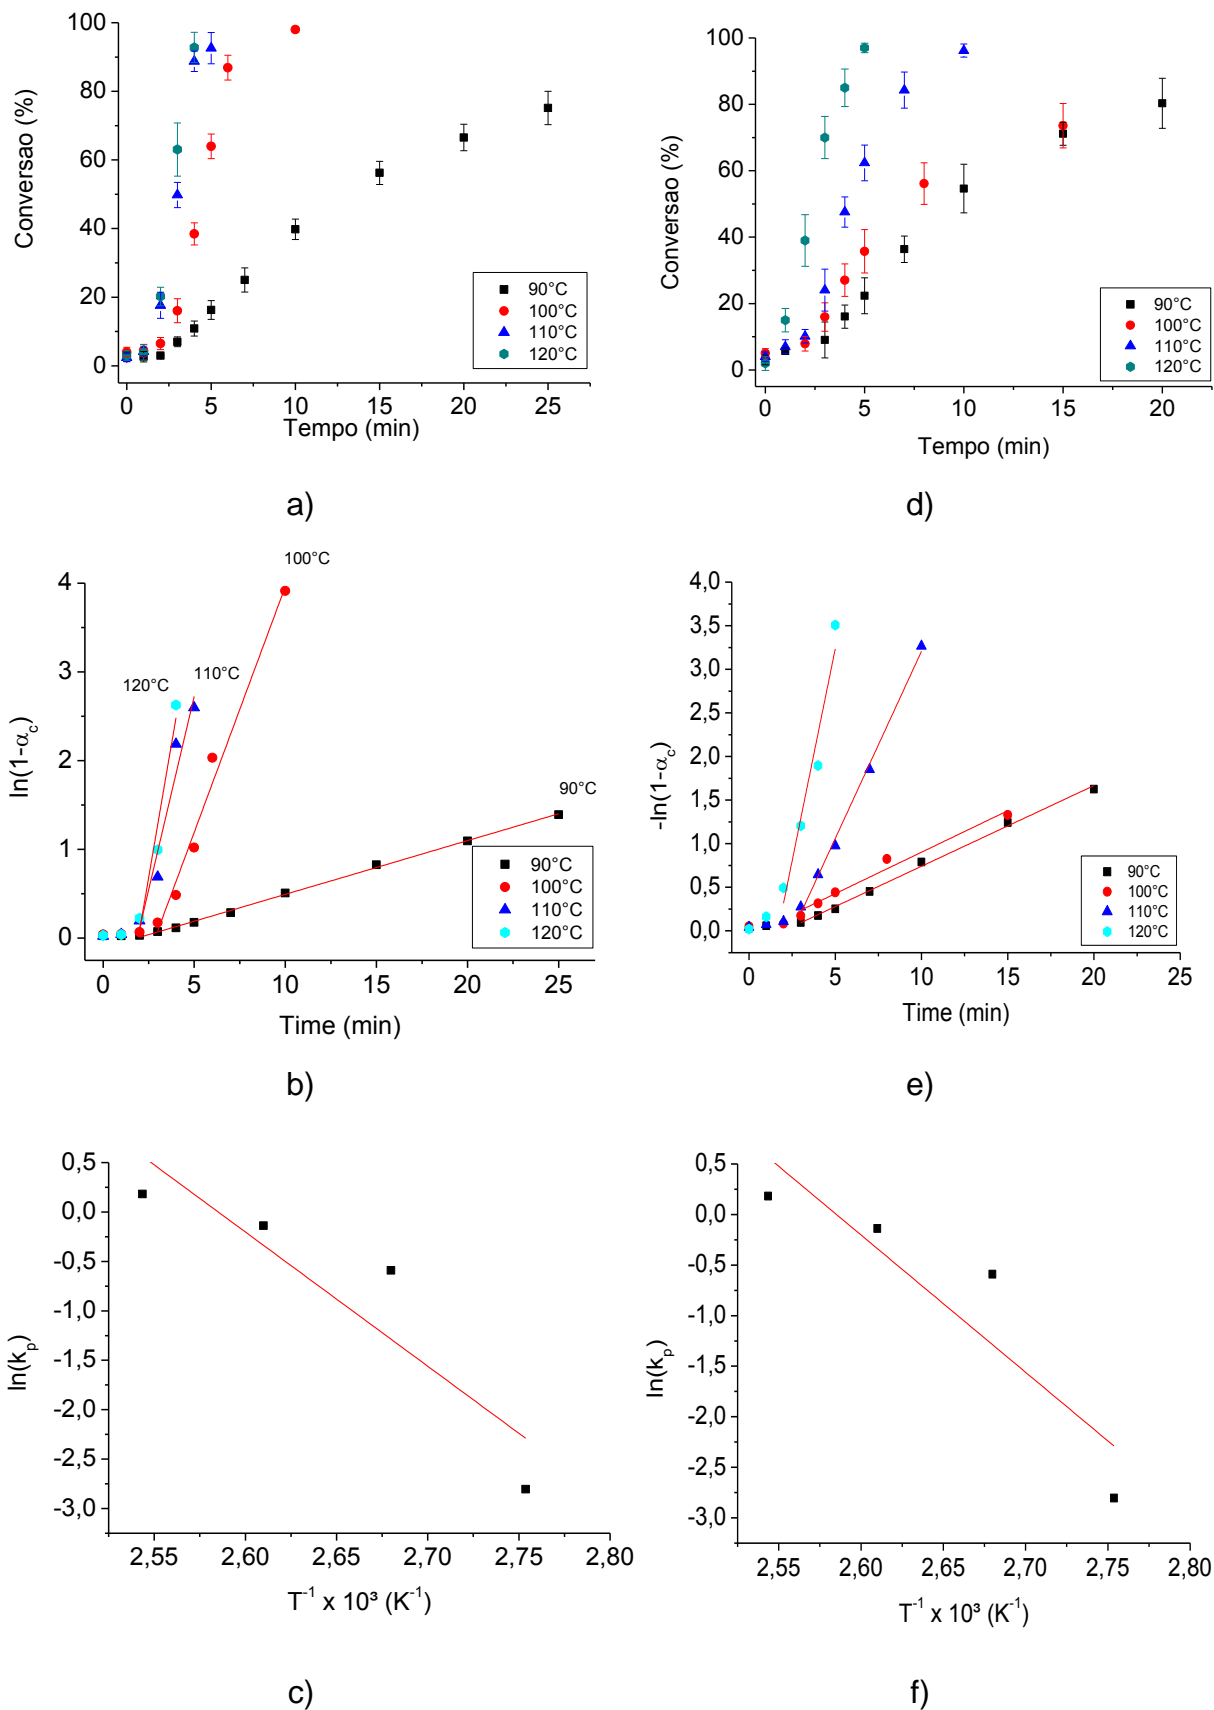 100
80
60
40
20
0
Conversao (%)
90°C
100°C
110°C
120°C
0 5 10 15 20 25
Tempo (min)
a)
100
80
60
40
20
0
Conversao (%)
90°C
100°C
110°C
120°C
0 5 10 15 20
Tempo (min)
d)
100°C
4
3
2
1
0
ln(1-αc)
120°C
110°C
90°C
90°C
100°C
110°C
120°C
0 5 10 15 20 25
Time (min)
b)
4,0
3,5
3,0
2,5
2,0
1,5
1,0
0,5
0,0
-ln(1-αc)
90°C
100°C
110°C
120°C
0 5 10 15 20 25
Time (min)
e)
0,5
0,0
-0,5
-1,0
-1,5
-2,0
-2,5
-3,0
ln(kp)
2,55 2,60 2,65 2,70 2,75 2,80
T⁻¹ x 10³ (K⁻¹)
c)
0,5
0,0
-0,5
-1,0
-1,5
-2,0
-2,5
-3,0
ln(kp)
2,55 2,60 2,65 2,70 2,75 2,80
T⁻¹ x 10³ (K⁻¹)
f)